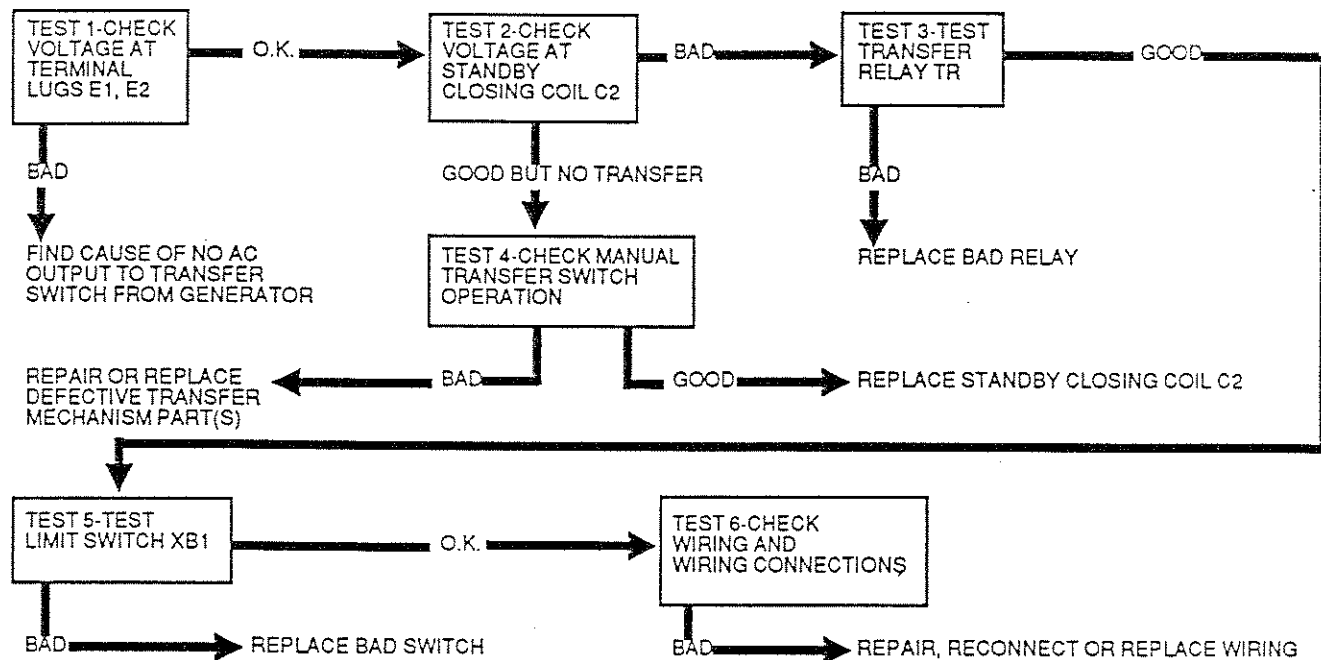 TEST 1-CHECK
VOLTAGE AT
TERMINAL
LUGS E1, E2
O.K.
TEST 2-CHECK
VOLTAGE AT
STANDBY
CLOSING COIL C2
BAD
TEST 3-TEST
TRANSFER
RELAY TR
GOOD
BAD
GOOD BUT NO TRANSFER
BAD
FIND CAUSE OF NO AC
OUTPUT TO TRANSFER
SWITCH FROM GENERATOR
TEST 4-CHECK MANUAL
TRANSFER SWITCH
OPERATION
REPLACE BAD RELAY
REPAIR OR REPLACE
DEFECTIVE TRANSFER
MECHANISM PART(S)
BAD
GOOD
REPLACE STANDBY CLOSING COIL C2
TEST 5-TEST
LIMIT SWITCH XB1
O.K.
TEST 6-CHECK
WIRING AND
WIRING CONNECTIONS
BAD
REPLACE BAD SWITCH
BAD
REPAIR, RECONNECT OR REPLACE WIRING